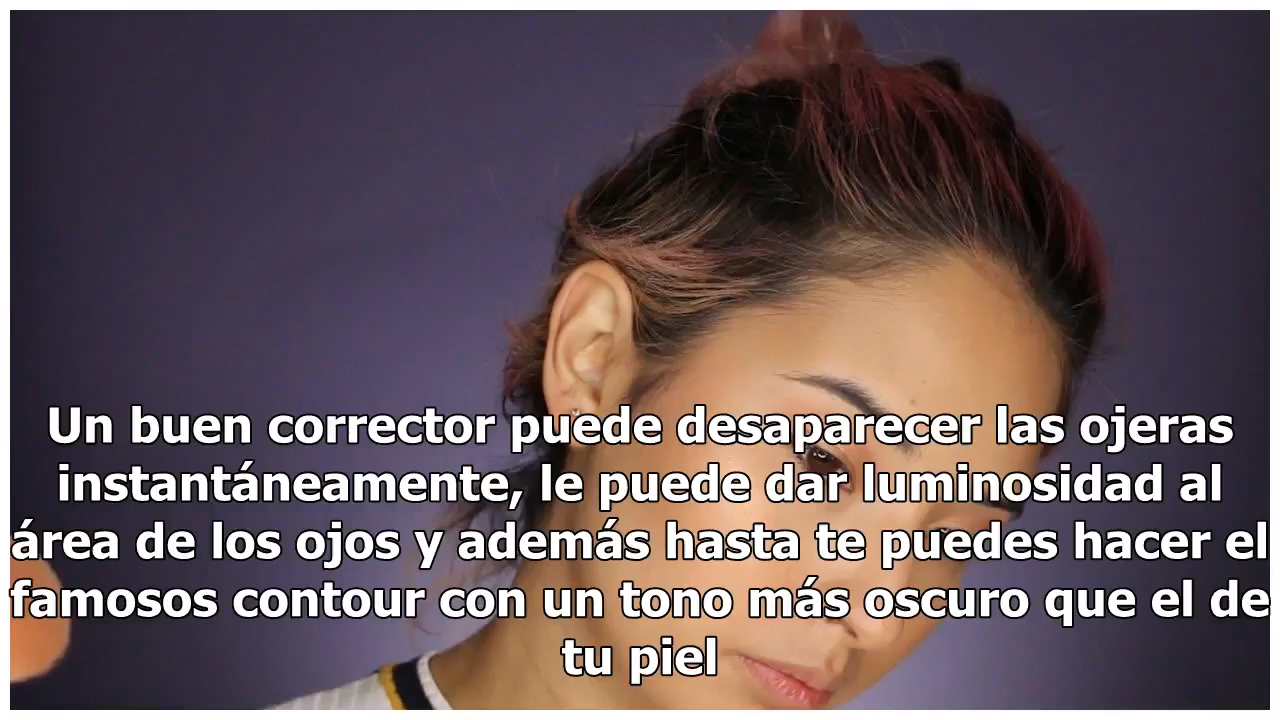 Un buen corrector puede desaparecer las ojeras
instantáneamente, le puede dar luminosidad al
área de los ojos y además hasta te puedes hacer el
famosos contour con un tono más oscuro que el de
tu piel